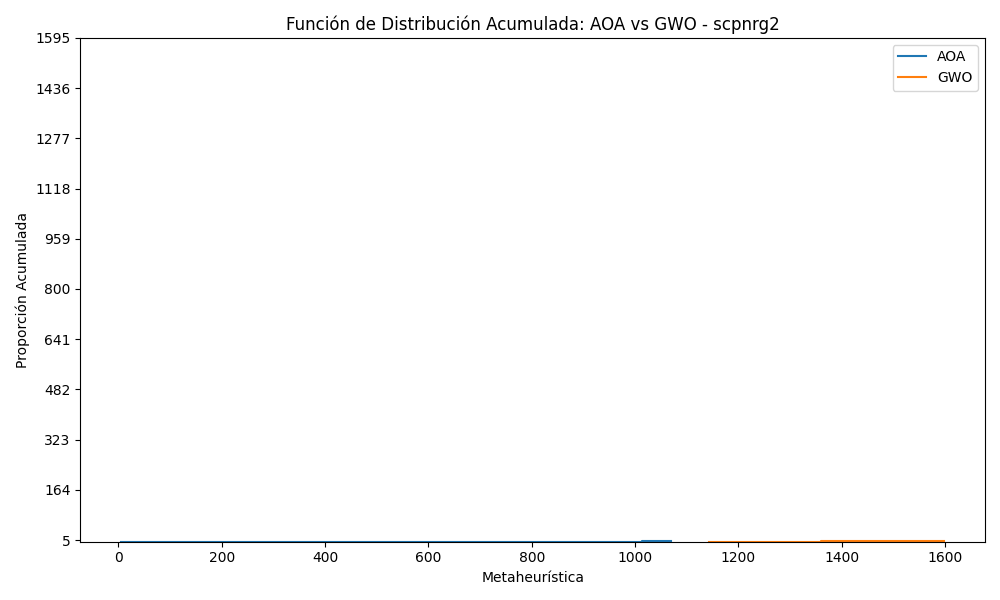 Función de Distribución Acumulada: AOA vs GWO - scpnrg2
AOA
GWO
Proporción Acumulada
1595
1436
1277
1118
959
800
641
482
323
164
5
0 200 400 600 800 1000 1200 1400 1600
Metaheurística